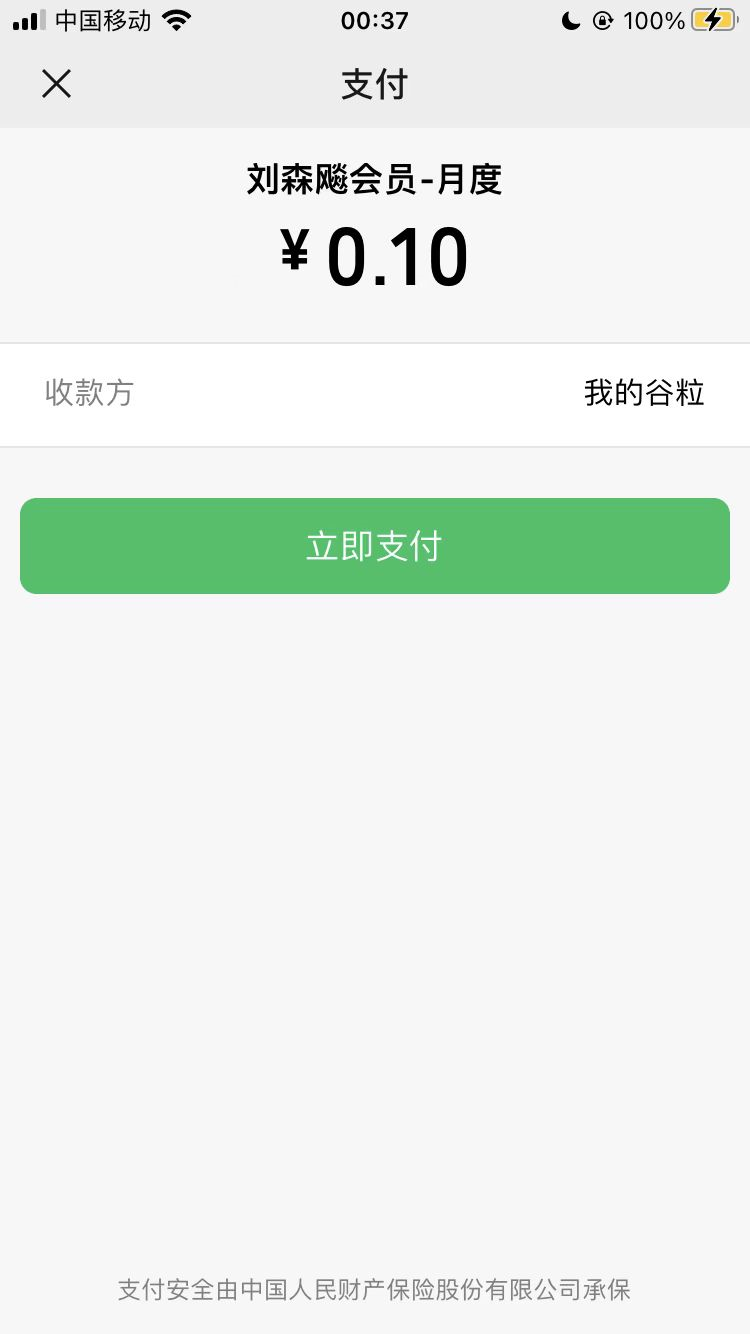 中国移动 00:37 100%
支付
刘森飚会员-月度
¥0.10
收款方 我的谷粒
立即支付
支付安全由中国人民财产保险股份有限公司承保